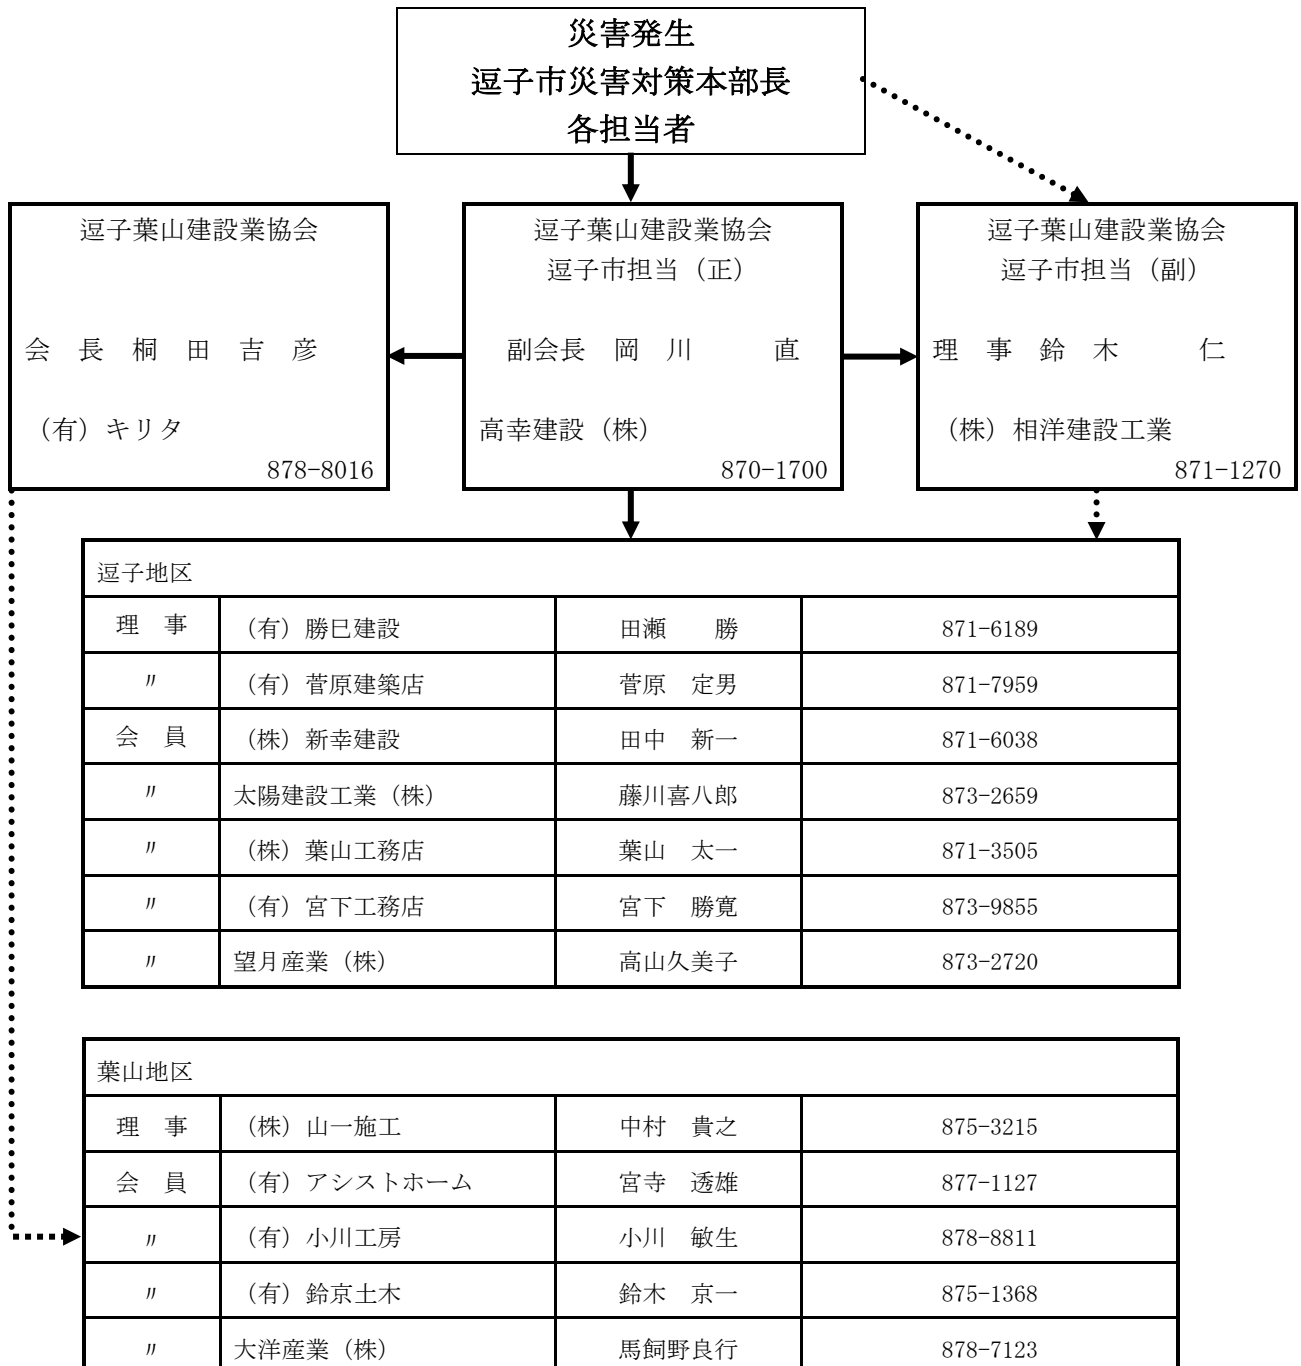 災害発生
逗子市災害対策本部長
各担当者
逗子葉山建設業協会
会　長　桐　田　吉　彦
（有）キリタ
878-8016
逗子葉山建設業協会
逗子市担当（正）
副会長　岡　川　　　直
高幸建設（株）
870-1700
逗子葉山建設業協会
逗子市担当（副）
理　事　鈴　木　　　仁
（株）相洋建設工業
871-1270
逗子地区
理　事　（有）勝巳建設　田瀬　　勝　871-6189
〃　（有）菅原建築店　菅原　定男　871-7959
会　員　（株）新幸建設　田中　新一　871-6038
〃　太陽建設工業（株）　藤川喜八郎　873-2659
〃　（株）葉山工務店　葉山　太一　871-3505
〃　（有）宮下工務店　宮下　勝寛　873-9855
〃　望月産業（株）　高山久美子　873-2720
葉山地区
理　事　（株）山一施工　中村　貴之　875-3215
会　員　（有）アシストホーム　宮寺　透雄　877-1127
〃　（有）小川工房　小川　敏生　878-8811
〃　（有）鈴京土木　鈴木　京一　875-1368
〃　大洋産業（株）　馬飼野良行　878-7123